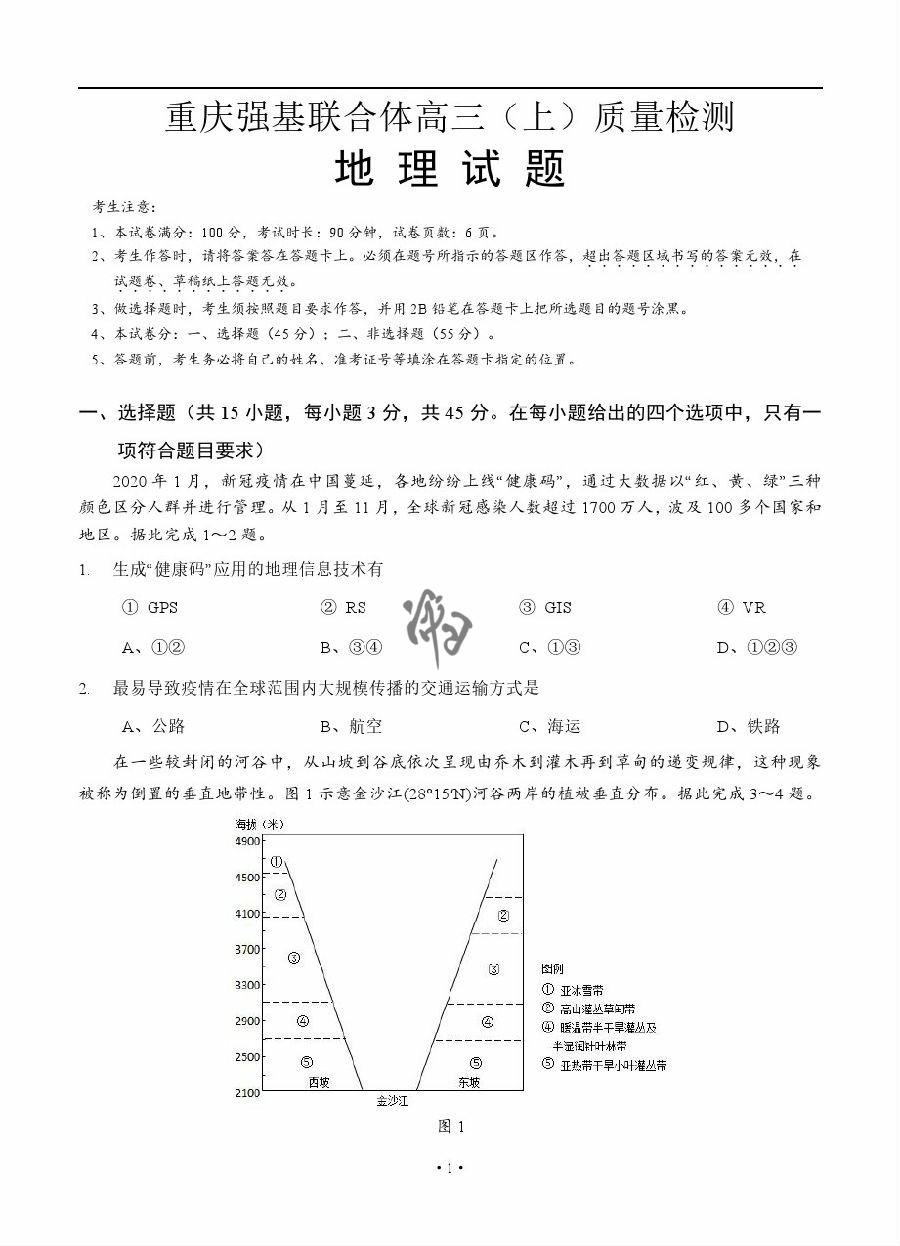 重庆强基联合体高三（上）质量检测
地 理 试 题
考生注意：
1、本试卷满分：100 分，考试时长：90 分钟，试卷页数：6 页。
2、考生作答时，请将答案答在答题卡上。必须在题号所指示的答题区作答，超出答题区域书写的答案无效，在
试题卷、草稿纸上答题无效。
3、做选择题时，考生须按照题目要求作答，并用 2B 铅笔在答题卡上把所选题目的题号涂黑。
4、本试卷分：一、选择题（45 分）；二、非选择题（55 分）。
5、答题前，考生务必将自己的姓名、准考证号等填涂在答题卡指定的位置。
一、选择题（共 15 小题，每小题 3 分，共 45 分。在每小题给出的四个选项中，只有一
项符合题目要求）
2020 年 1 月，新冠疫情在中国蔓延，各地纷纷上线“健康码”，通过大数据以“红、黄、绿”三种
颜色区分人群并进行管理。从 1 月至 11 月，全球新冠感染人数超过 1700 万人，波及 100 多个国家和
地区。据此完成 1～2 题。
1. 生成“健康码”应用的地理信息技术有
① GPS ② RS ③ GIS ④ VR
A、①② B、③④ C、①③ D、①②③
2. 最易导致疫情在全球范围内大规模传播的交通运输方式是
A、公路 B、航空 C、海运 D、铁路
在一些较封闭的河谷中，从山坡到谷底依次呈现由乔木到灌木再到草甸的递变规律，这种现象
被称为倒置的垂直地带性。图 1 示意金沙江(28°15′N)河谷两岸的植被垂直分布。据此完成 3～4 题。
海拔（米）
4900
①
4500
②
4100 ②
3700
③ ③
3300 图例
① 亚冰雪带
② 高山灌丛草甸带
2900 ④ ④ ④ 暖温带半干旱灌丛及
半湿润针叶林带
2500 ⑤ ⑤ ⑤ 亚热带干旱小叶灌丛带
西坡 东坡
2100
金沙江
图 1
·1·